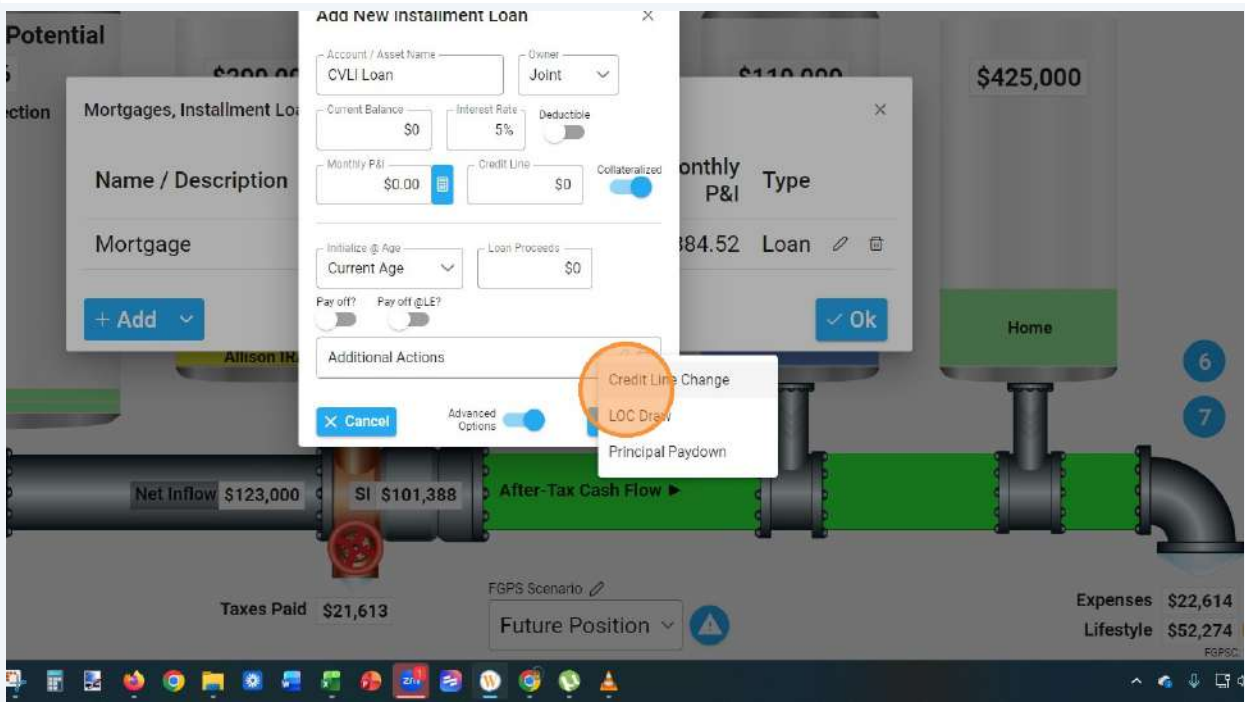 Potential
Add New Installment Loan
Account / Asset Name
CVLI Loan
Owner
Joint
Current Balance
$0
Interest Rate
5%
Deductible
Monthly P&I
$0.00
Credit Line
$0
Collateralized
Initialize @ Age
Current Age
Loan Proceeds
$0
Pay off?
Pay off @LE?
Additional Actions
Credit Line Change
LOC Draw
Principal Paydown
Cancel
Advanced
Options
Mortgages, Installment
Name / Description
P&I
Type
Mortgage
384.52
Loan
+ Add
Ok
$425,000
Home
6
7
Allison
Net Inflow $123,000
SI $101,388
After-Tax Cash Flow ►
Taxes Paid $21,613
FGPS Scenario
Future Position
Expenses $22,614
Lifestyle $52,274